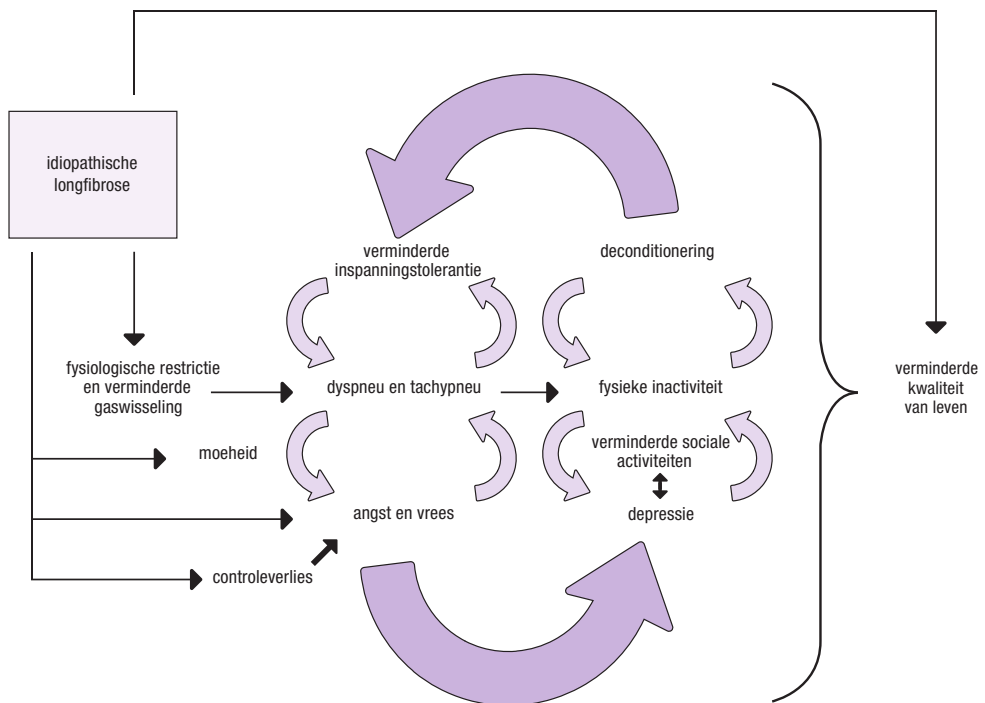 idiopathische
longfibrose
verminderde
inspanningstolerantie
deconditionering
fysiologische restrictie
en verminderde
gaswisseling
dyspneu en tachypneu
fysieke inactiviteit
verminderde
kwaliteit
van leven
moeheid
verminderde sociale
activiteiten
angst en vrees
depressie
controleverlies